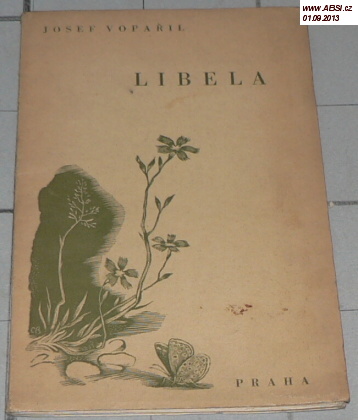 www.ABSI.cz
01.09.2013
JOSEF VOPAŘIL
LIBELA
PRAHA